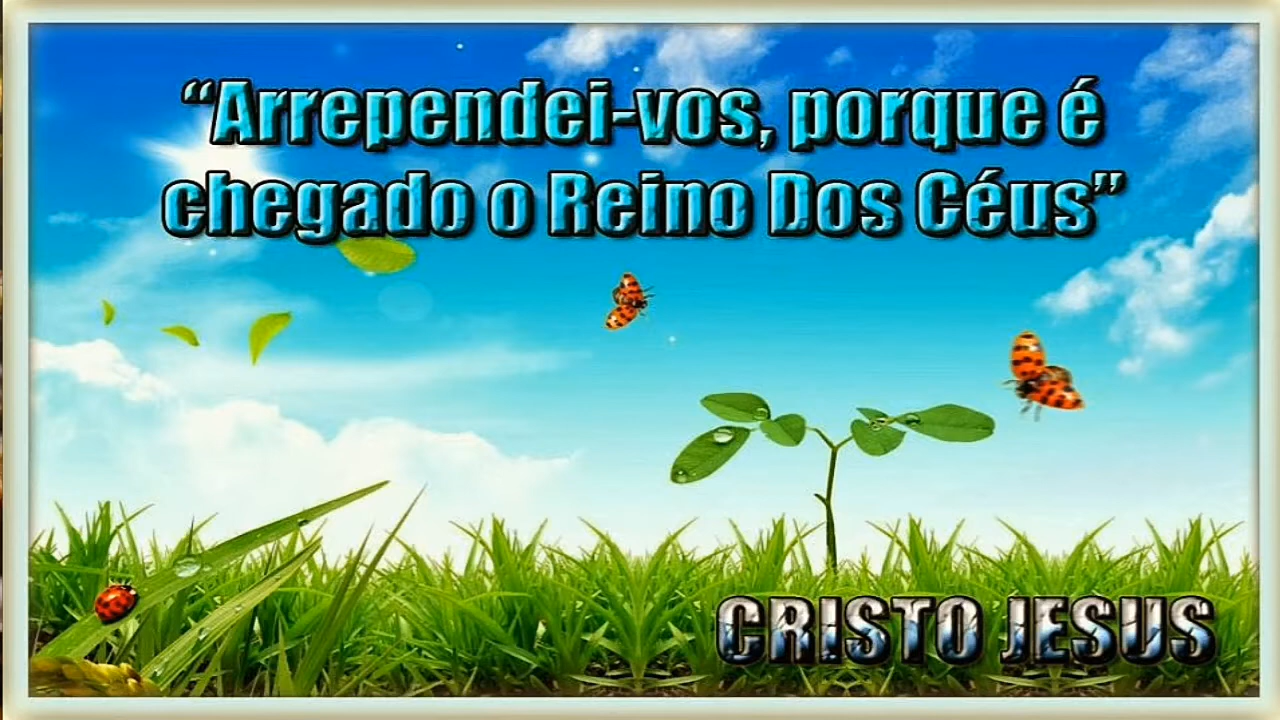 “Arrependei-vos, porque é
chegado o Reino Dos Céus”
CRISTO JESUS